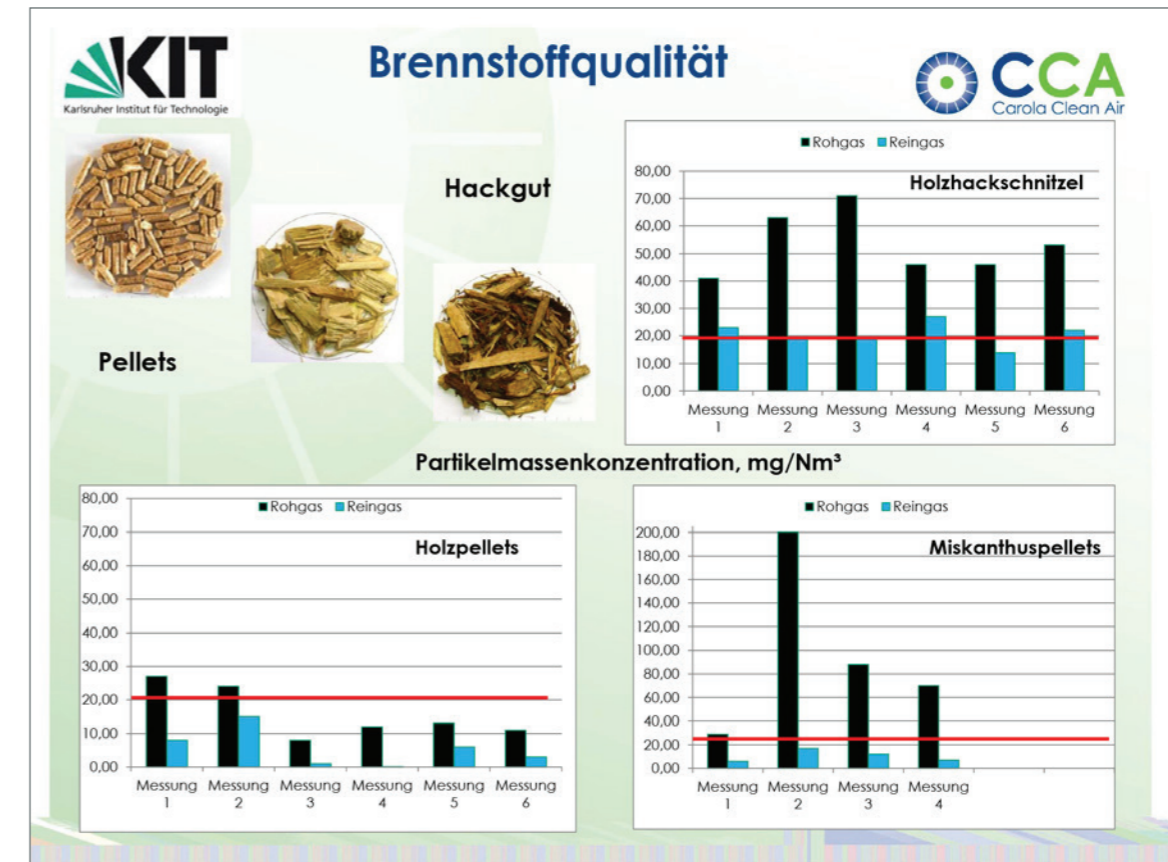 KIT
Karlsruher Institut für Technologie
Brennstoffqualität
CCA
Carola Clean Air
Hackgut
Pellets
Rohgas Reingas
Holzhackschnitzel
80,00
70,00
60,00
50,00
40,00
30,00
20,00
10,00
0,00
Messung 1
Messung 2
Messung 3
Messung 4
Messung 5
Messung 6
Partikelmassenkonzentration, mg/Nm³
Rohgas Reingas
Holzpellets
80,00
70,00
60,00
50,00
40,00
30,00
20,00
10,00
0,00
Messung 1
Messung 2
Messung 3
Messung 4
Messung 5
Messung 6
Rohgas Reingas
Miskanthuspellets
200,00
180,00
160,00
140,00
120,00
100,00
80,00
60,00
40,00
20,00
0,00
Messung 1
Messung 2
Messung 3
Messung 4